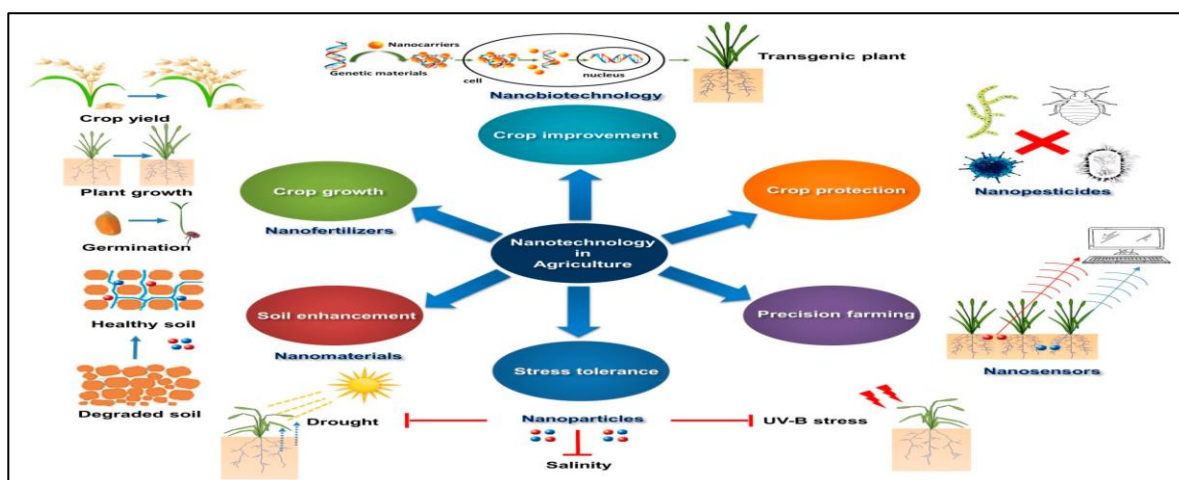 Nanocarriers
Genetic materials
cell
nucleus
Nanobiotechnology
Transgenic plant
Crop yield
Plant growth
Germination
Healthy soil
Degraded soil
Crop improvement
Crop growth
Nanofertilizers
Crop protection
Nanopesticides
Nanotechnology
in
Agriculture
Soil enhancement
Nanomaterials
Precision farming
Nanosensors
Stress tolerance
Nanoparticles
Drought
UV-B stress
Salinity